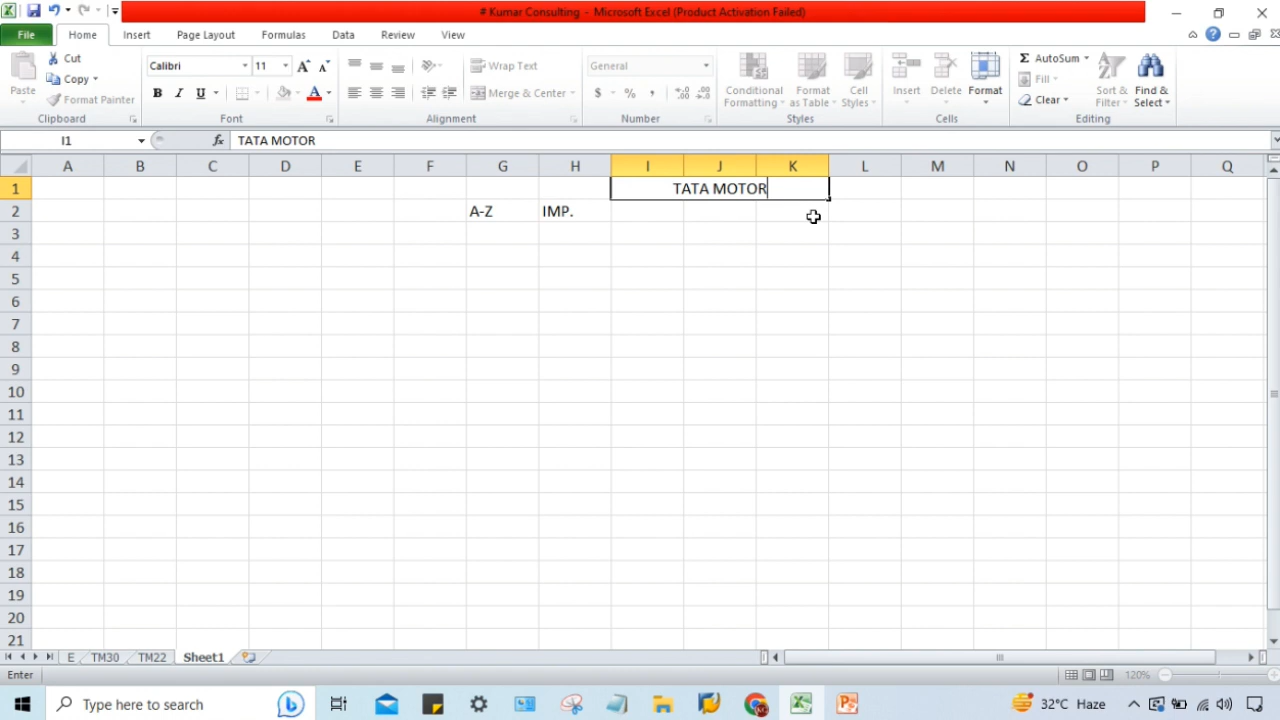 # Kumar Consulting - Microsoft Excel (Product Activation Failed)
File Home Insert Page Layout Formulas Data Review View
Paste
Cut
Copy
Format Painter
Clipboard
Calibri 11
B I U
Font
Wrap Text
Merge & Center
Alignment
General
$ % ,
Number
Conditional Formatting
Format as Table
Cell Styles
Styles
Insert
Delete
Format
Cells
Σ AutoSum
Fill
Clear
Sort & Filter
Find & Select
Editing
I1 fx TATA MOTOR
A B C D E F G H I J K L M N O P Q
1 TATA MOTOR
2 A-Z IMP.
3
4
5
6
7
8
9
10
11
12
13
14
15
16
17
18
19
20
21
E TM30 TM22 Sheet1
Enter 120%
Type here to search 32°C Haze